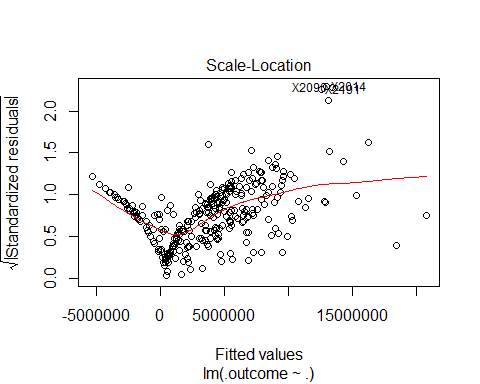 Scale-Location
√|Standardized residuals|
2.0
1.5
1.0
0.5
0.0
-5000000 0 5000000 15000000
Fitted values
lm(.outcome ~ .)